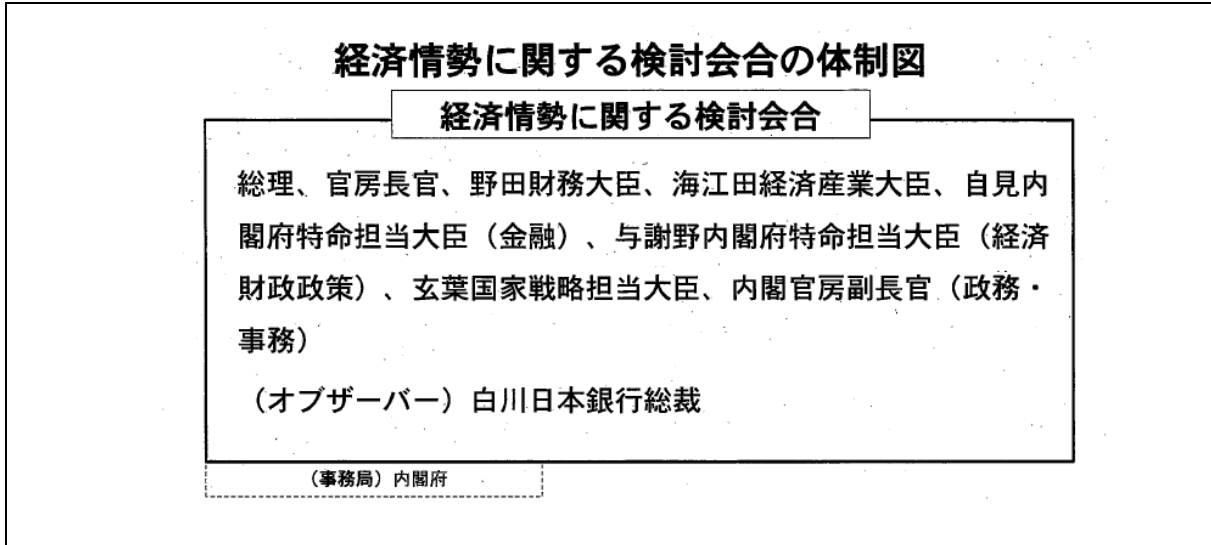 経済情勢に関する検討会合の体制図
経済情勢に関する検討会合
総理、官房長官、野田財務大臣、海江田経済産業大臣、自見内
閣府特命担当大臣（金融）、与謝野内閣府特命担当大臣（経済
財政政策）、玄葉国家戦略担当大臣、内閣官房副長官（政務・
事務）
（オブザーバー）白川日本銀行総裁
（事務局）内閣府